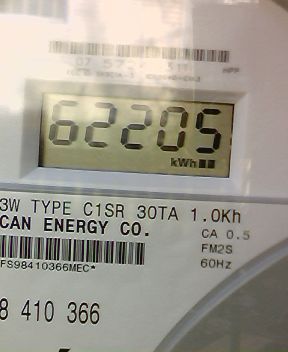 62205
kWh
3W TYPE C1SR 30TA 1.0Kh
CAN ENERGY CO.
CA 0.5
FM2S
60Hz
FS98410366MEC*
8 410 366